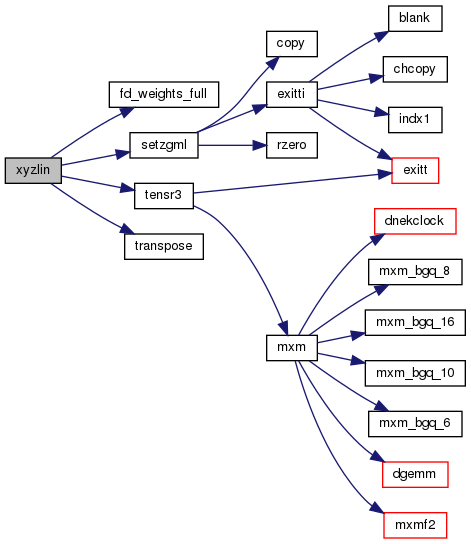 blank
copy
chcopy
fd_weights_full
exitti
indx1
setzgml
rzero
xyzlin
exitt
tensr3
dnekclock
transpose
mxm_bgq_8
mxm_bgq_16
mxm
mxm_bgq_10
mxm_bgq_6
dgemm
mxmf2